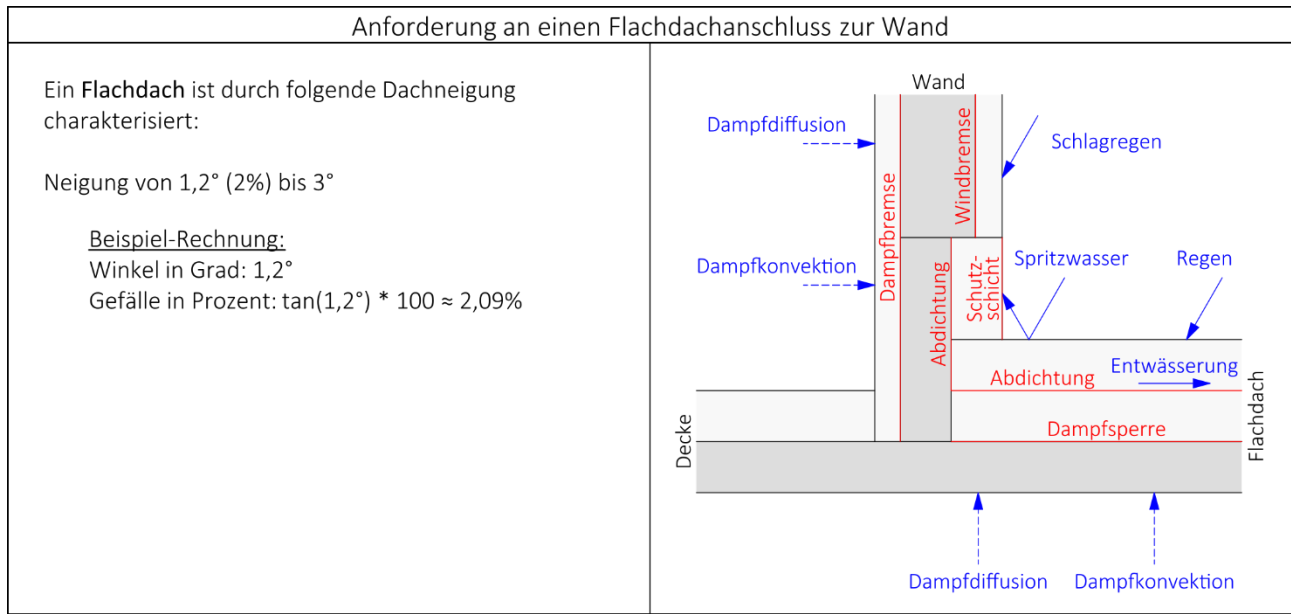 Anforderung an einen Flachdachanschluss zur Wand
Ein Flachdach ist durch folgende Dachneigung
charakterisiert:
Neigung von 1,2° (2%) bis 3°
Beispiel-Rechnung:
Winkel in Grad: 1,2°
Gefälle in Prozent: tan(1,2°) * 100 ≈ 2,09%
Wand
Dampfdiffusion
Schlagregen
Dampfbremse
Windbremse
Dampfkonvektion
Abdichtung
Schutz-
schicht
Spritzwasser
Regen
Entwässerung
Abdichtung
Dampfsperre
Decke
Flachdach
Dampfdiffusion
Dampfkonvektion